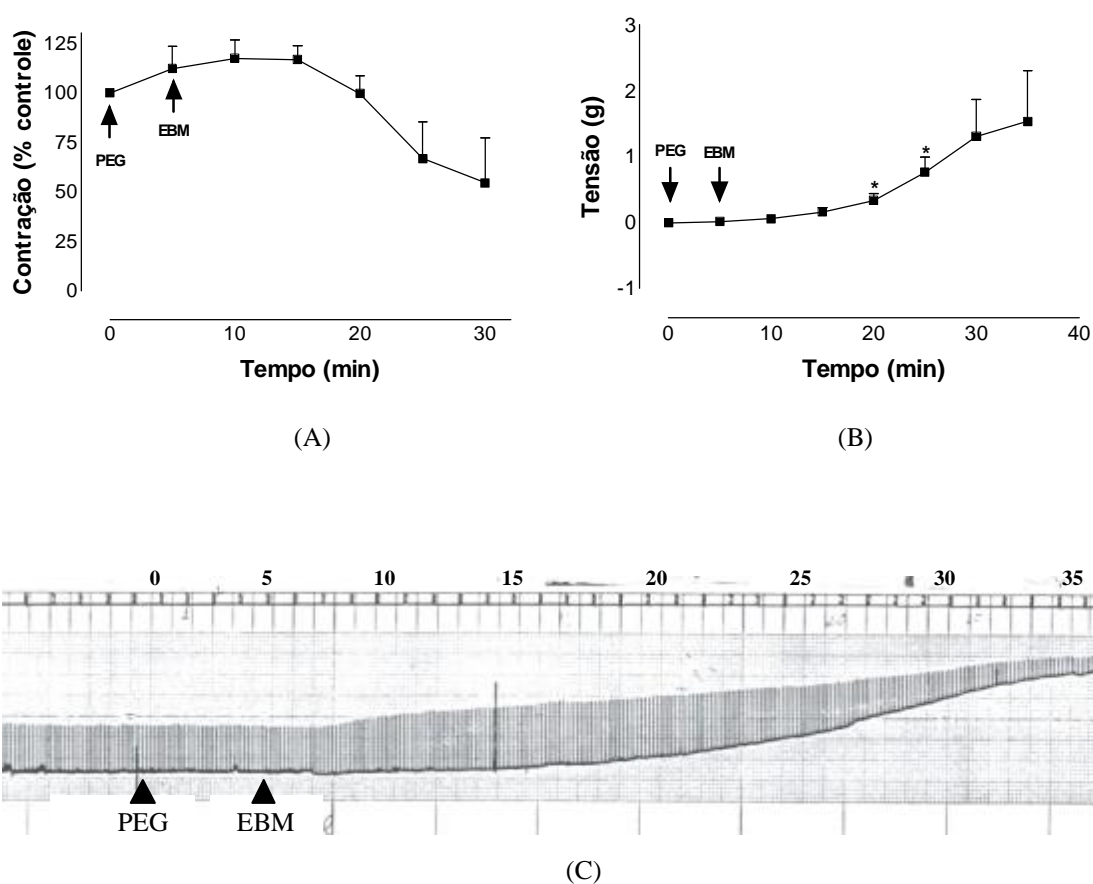 Contração (% controle)
125
100
75
50
25
0
PEG
EBM
0 10 20 30
Tempo (min)
(A)
Tensão (g)
3
2
1
0
-1
PEG EBM
*
*
0 10 20 30 40
Tempo (min)
(B)
0 5 10 15 20 25 30 35
PEG EBM
(C)